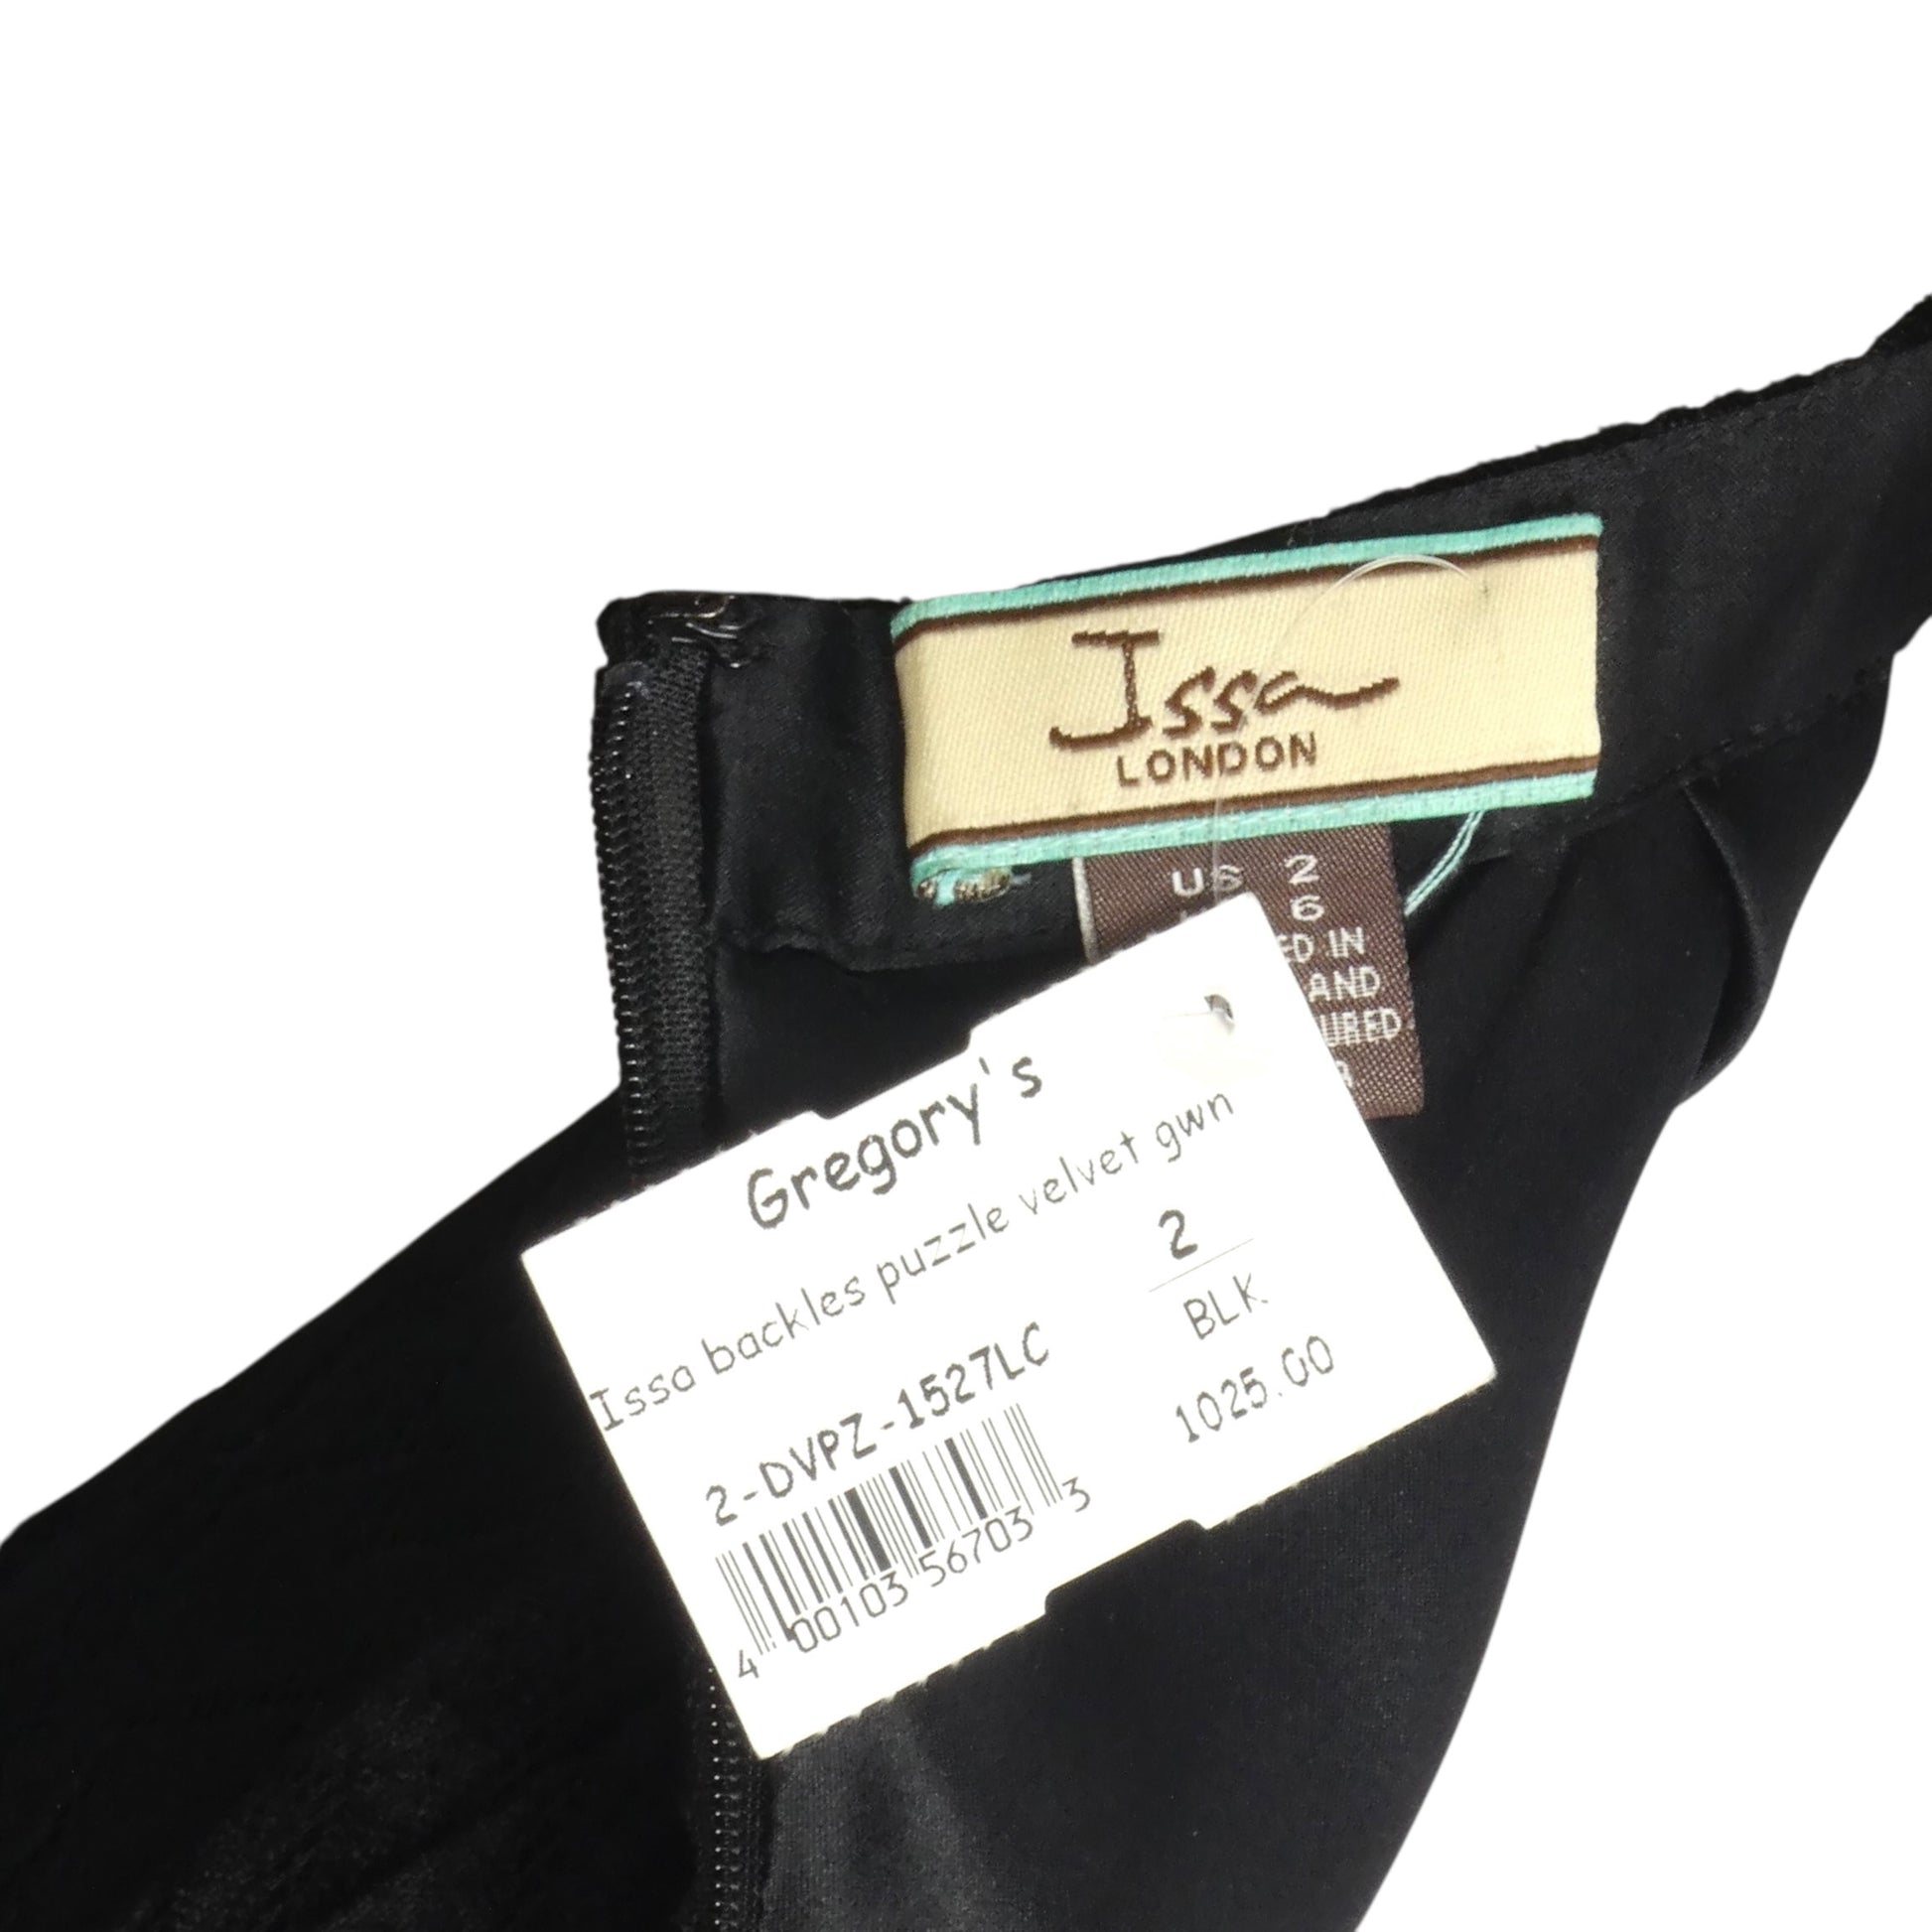 Issa
LONDON
US 2
6
ED IN
AND
URED
Gregory's
Issa backles puzzle velvet gwn
2
BLK
2-DVPZ-1527LC
1025.00
4 00103 56703 3